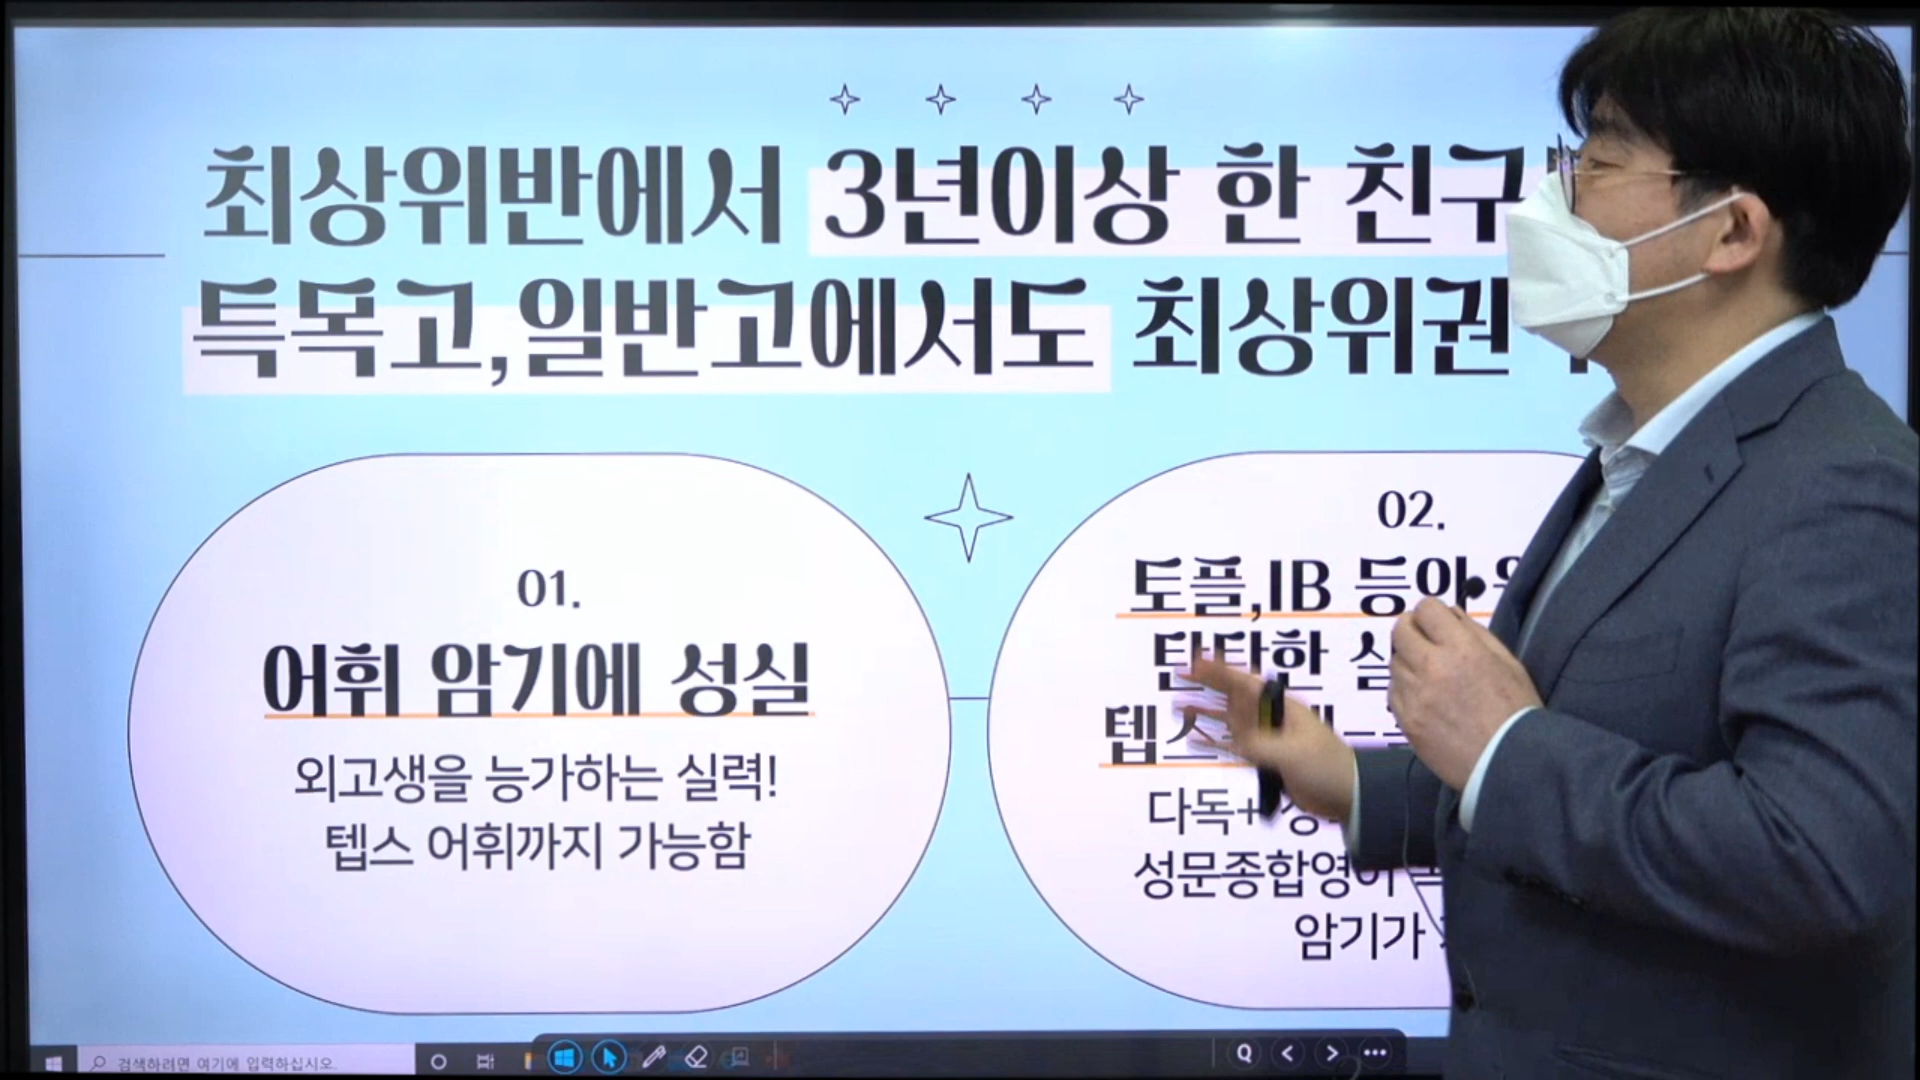 최상위반에서 3년이상 한 친구
특목고,일반고에서도 최상위권
01.
어휘 암기에 성실
외고생을 능가하는 실력!
텝스 어휘까지 가능함
02.
토플,IB 등의
탄탄한
텝스
다독+
성문종합영어
암기가
검색하려면 여기에 입력하십시오.